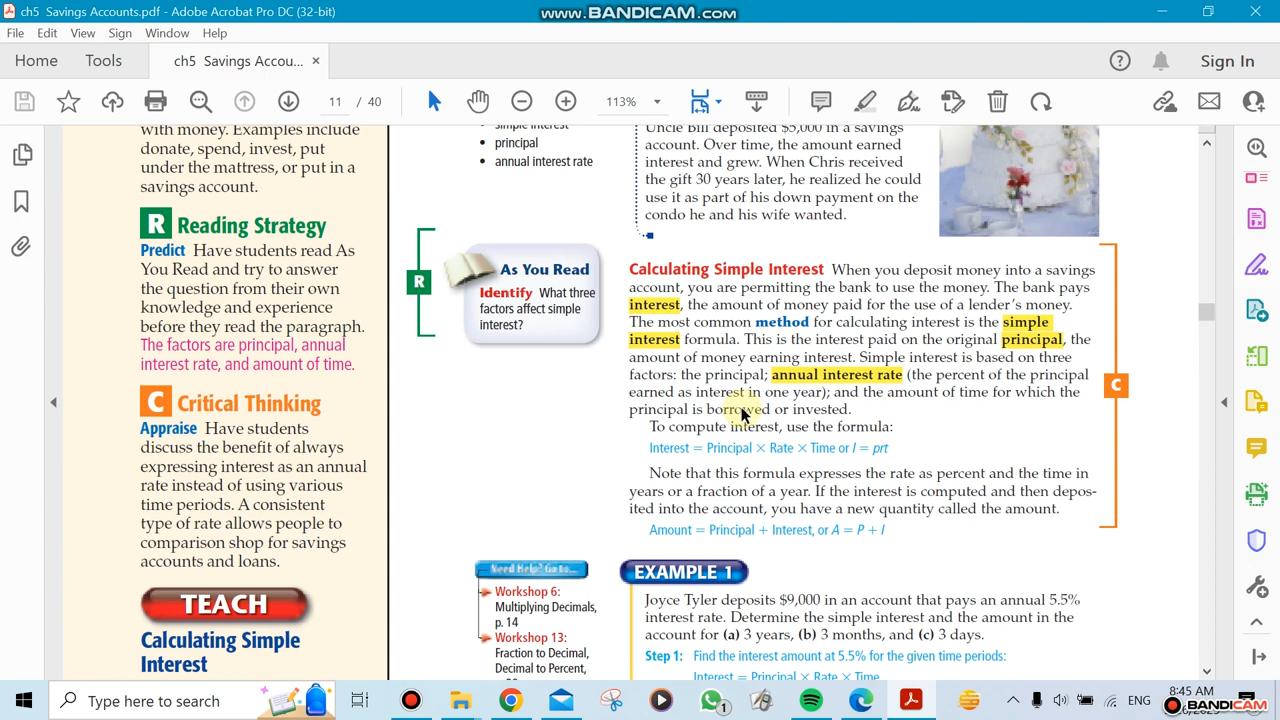 ch5 Savings Accounts.pdf - Adobe Acrobat Pro DC (32-bit)
www.BANDICAM.com
File Edit View Sign Window Help
Home Tools ch5 Savings Accou... × Sign In
11 / 40 113%
with money. Examples include
donate, spend, invest, put
under the mattress, or put in a
savings account.
R Reading Strategy
Predict Have students read As
You Read and try to answer
the question from their own
knowledge and experience
before they read the paragraph.
The factors are principal, annual
interest rate, and amount of time.
C Critical Thinking
Appraise Have students
discuss the benefit of always
expressing interest as an annual
rate instead of using various
time periods. A consistent
type of rate allows people to
comparison shop for savings
accounts and loans.
TEACH
Calculating Simple
Interest
• simple interest
• principal
• annual interest rate
Uncle Bill deposited $5,000 in a savings
account. Over time, the amount earned
interest and grew. When Chris received
the gift 30 years later, he realized he could
use it as part of his down payment on the
condo he and his wife wanted.
R
As You Read
Identify What three
factors affect simple
interest?
Calculating Simple Interest When you deposit money into a savings
account, you are permitting the bank to use the money. The bank pays
interest, the amount of money paid for the use of a lender's money.
The most common method for calculating interest is the simple
interest formula. This is the interest paid on the original principal, the
amount of money earning interest. Simple interest is based on three
factors: the principal; annual interest rate (the percent of the principal
earned as interest in one year); and the amount of time for which the
principal is borrowed or invested.
To compute interest, use the formula:
Interest = Principal × Rate × Time or I = prt
Note that this formula expresses the rate as percent and the time in
years or a fraction of a year. If the interest is computed and then depos-
ited into the account, you have a new quantity called the amount.
Amount = Principal + Interest, or A = P + I
C
Need Help? Go to...
Workshop 6:
Multiplying Decimals,
p. 14
Workshop 13:
Fraction to Decimal,
Decimal to Percent,
EXAMPLE 1
Joyce Tyler deposits $9,000 in an account that pays an annual 5.5%
interest rate. Determine the simple interest and the amount in the
account for (a) 3 years, (b) 3 months, and (c) 3 days.
Step 1: Find the interest amount at 5.5% for the given time periods:
Interest = Principal × Rate × Time
Type here to search
1
ENG
8:45 AM
BANDICAM